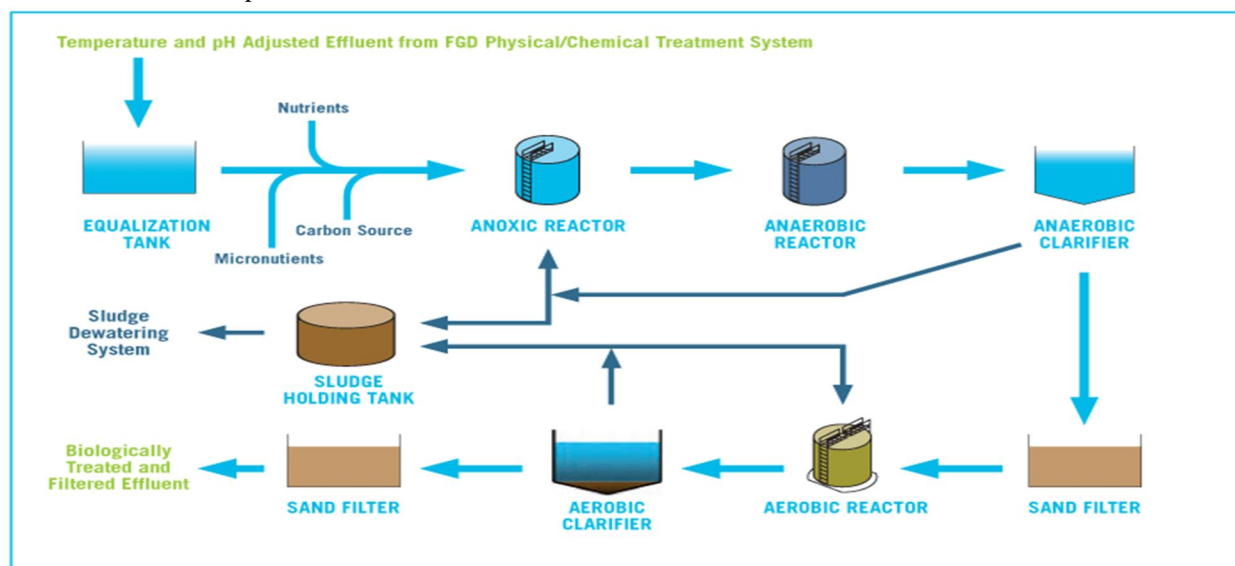 Temperature and pH Adjusted Effluent from FGD Physical/Chemical Treatment System
Nutrients
EQUALIZATION
TANK
Carbon Source
Micronutients
ANOXIC REACTOR
ANAEROBIC
REACTOR
ANAEROBIC
CLARIFIER
Sludge
Dewatering
System
SLUDGE
HOLDING TANK
Biologically
Treated and
Filtered Effluent
SAND FILTER
AEROBIC
CLARIFIER
AEROBIC REACTOR
SAND FILTER